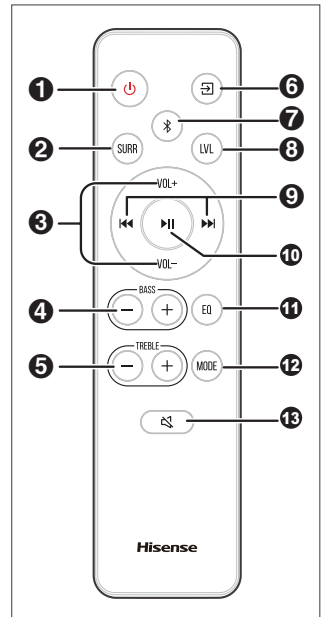 1
6
7
2
SURR
LVL
8
VOL+
9
3
10
VOL-
BASS
4
EQ
11
TREBLE
5
MODE
12
13
Hisense